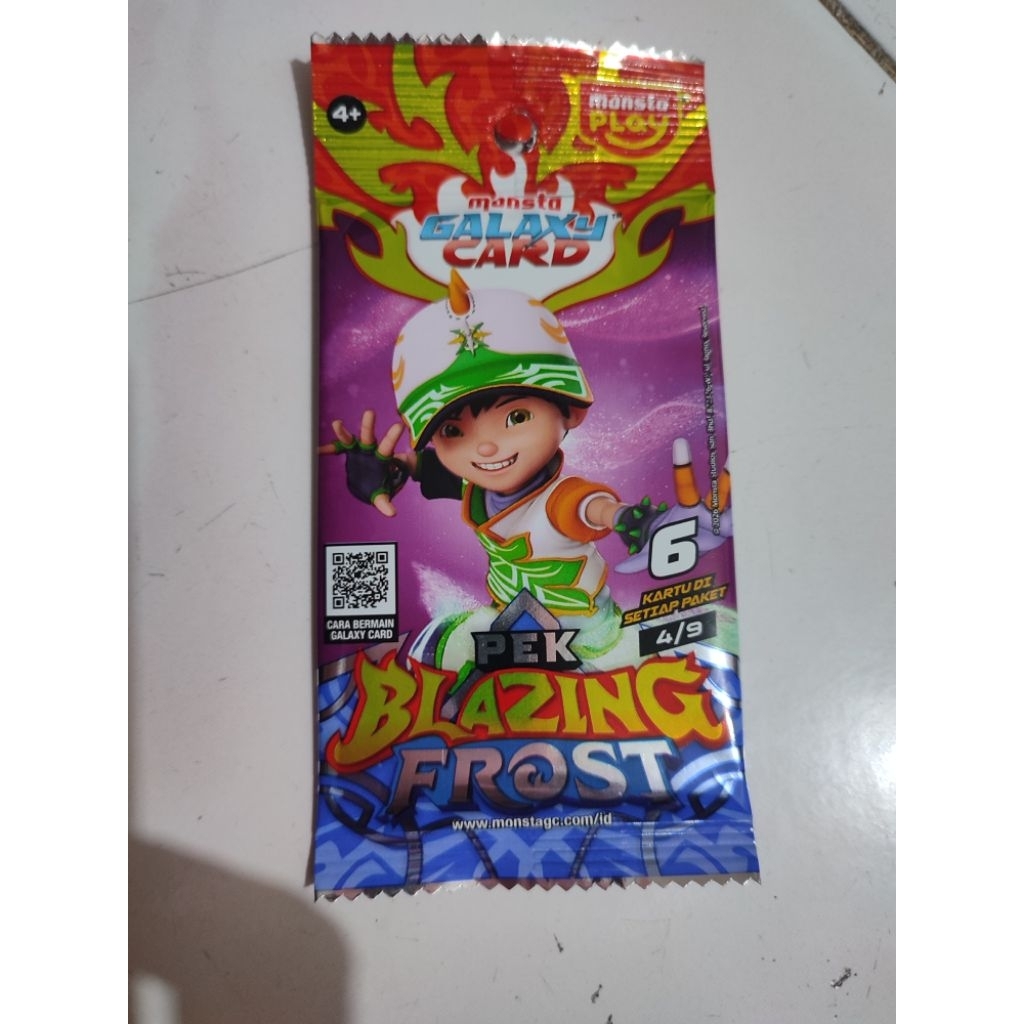 4+
monsta
PLAY
monsta
GALAXY™
CARD
6
KARTU DI
SETIAP PAKET
4/9
CARA BERMAIN
GALAXY CARD
PEK
BLAZING
FROST
www.monstagc.com/id